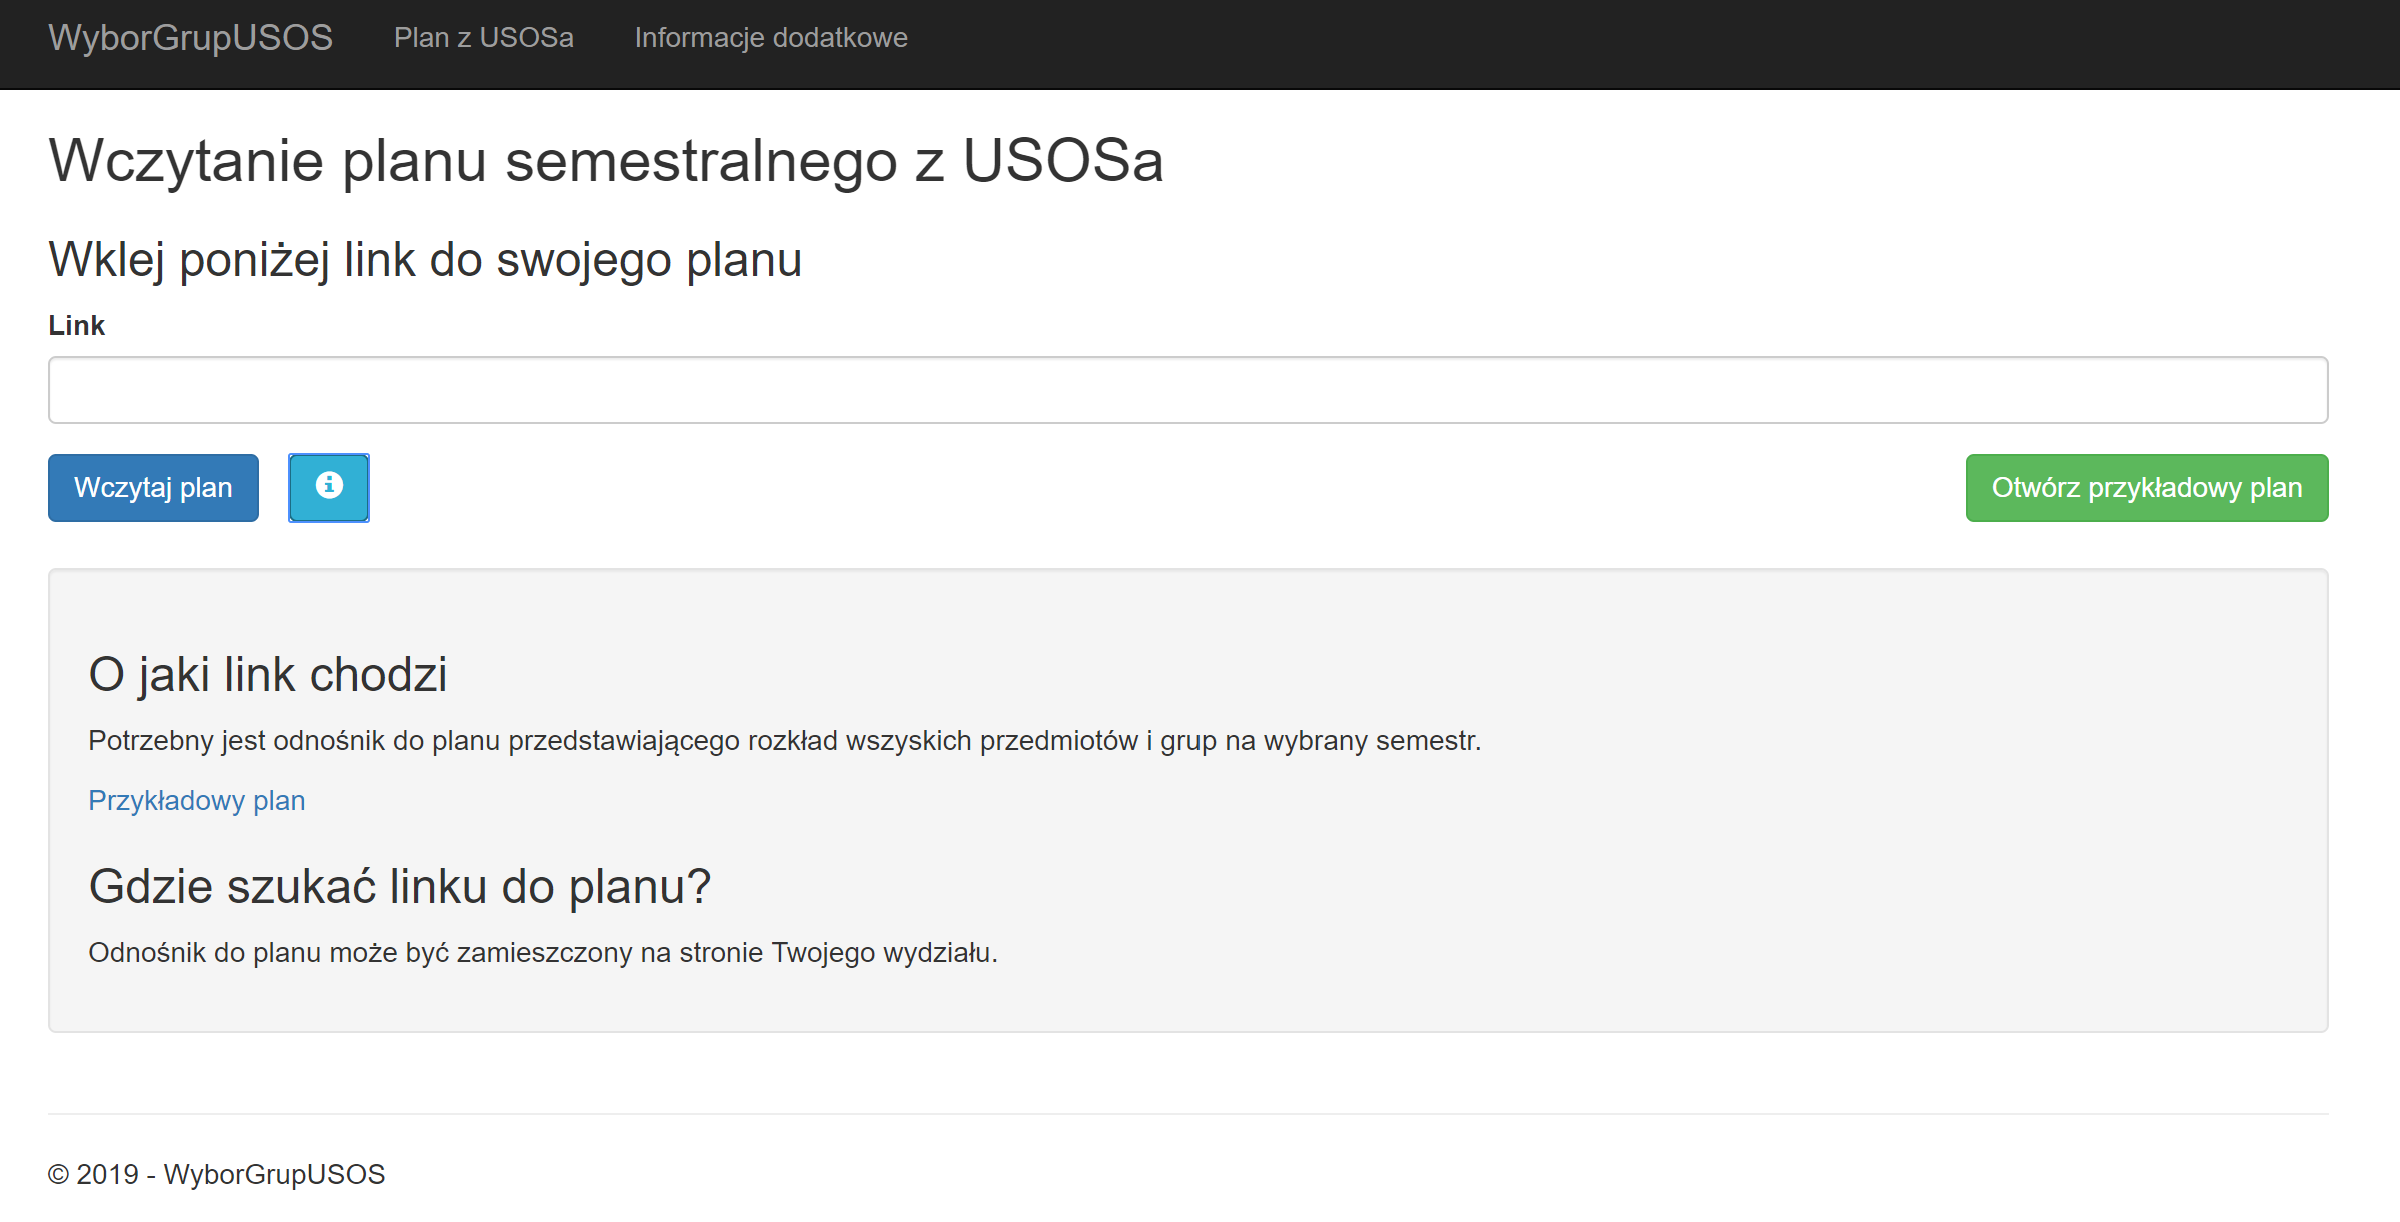 WyborGrupUSOS Plan z USOSa Informacje dodatkowe
Wczytanie planu semestralnego z USOSa
Wklej poniżej link do swojego planu
Link
Wczytaj plan Otwórz przykładowy plan
O jaki link chodzi
Potrzebny jest odnośnik do planu przedstawiającego rozkład wszyskich przedmiotów i grup na wybrany semestr.
Przykładowy plan
Gdzie szukać linku do planu?
Odnośnik do planu może być zamieszczony na stronie Twojego wydziału.
© 2019 - WyborGrupUSOS